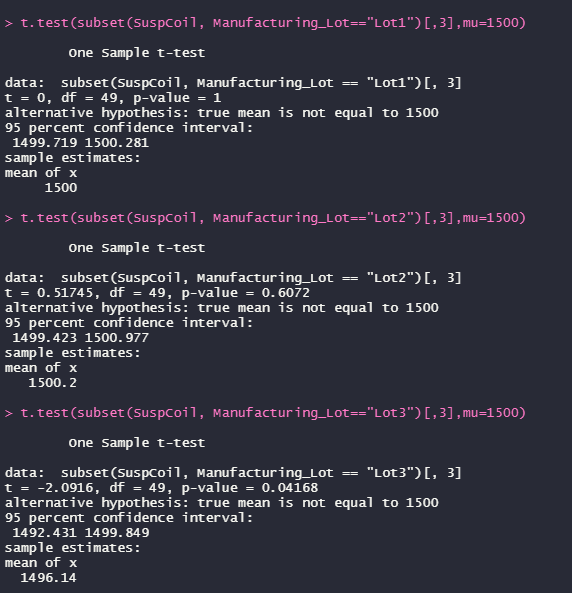 > t.test(subset(SuspCoil, Manufacturing_Lot=="Lot1")[,3],mu=1500)
One Sample t-test
data:  subset(SuspCoil, Manufacturing_Lot == "Lot1")[, 3]
t = 0, df = 49, p-value = 1
alternative hypothesis: true mean is not equal to 1500
95 percent confidence interval:
1499.719 1500.281
sample estimates:
mean of x
1500
> t.test(subset(SuspCoil, Manufacturing_Lot=="Lot2")[,3],mu=1500)
One Sample t-test
data:  subset(SuspCoil, Manufacturing_Lot == "Lot2")[, 3]
t = 0.51745, df = 49, p-value = 0.6072
alternative hypothesis: true mean is not equal to 1500
95 percent confidence interval:
1499.423 1500.977
sample estimates:
mean of x
1500.2
> t.test(subset(SuspCoil, Manufacturing_Lot=="Lot3")[,3],mu=1500)
One Sample t-test
data:  subset(SuspCoil, Manufacturing_Lot == "Lot3")[, 3]
t = -2.0916, df = 49, p-value = 0.04168
alternative hypothesis: true mean is not equal to 1500
95 percent confidence interval:
1492.431 1499.849
sample estimates:
mean of x
1496.14